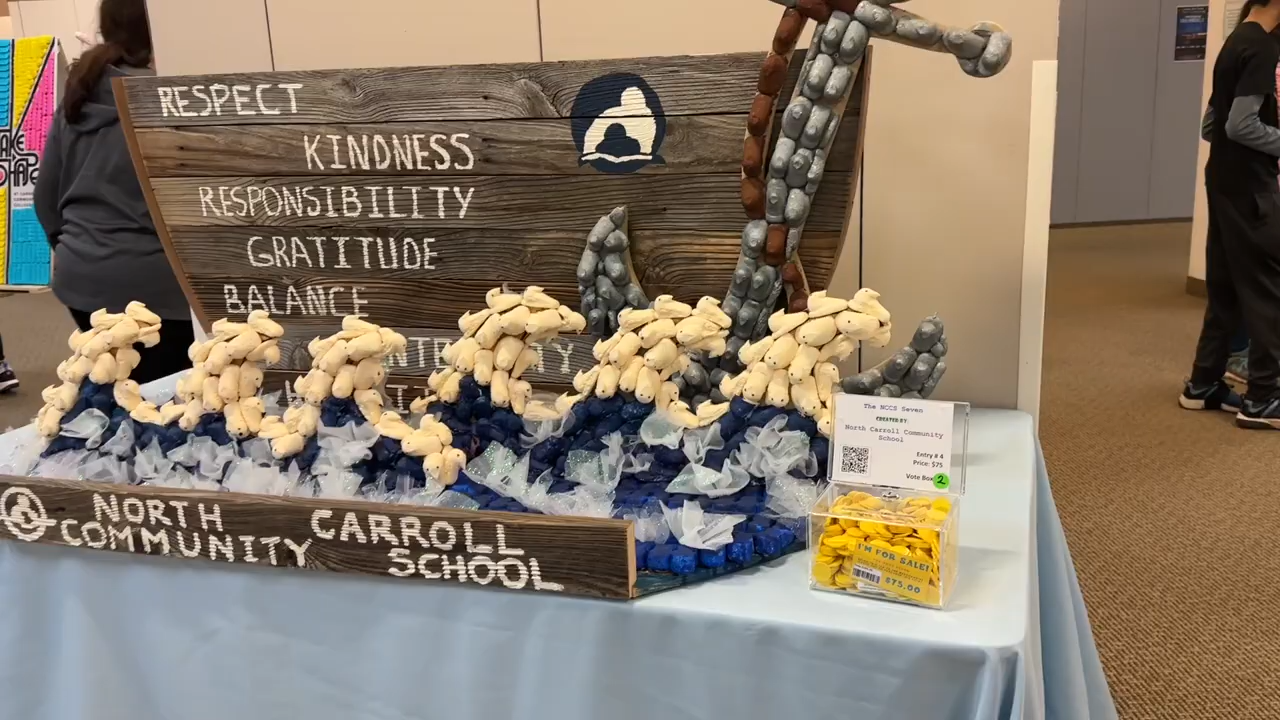 RESPECT
KINDNESS
RESPONSIBILITY
GRATITUDE
BALANCE
NORTH CARROLL
COMMUNITY SCHOOL
The NCCS Seven
CREATED BY:
North Carroll Community
School
Entry # 4
Price: $75
Vote Box 2
I'M FOR SALE!
$75.00